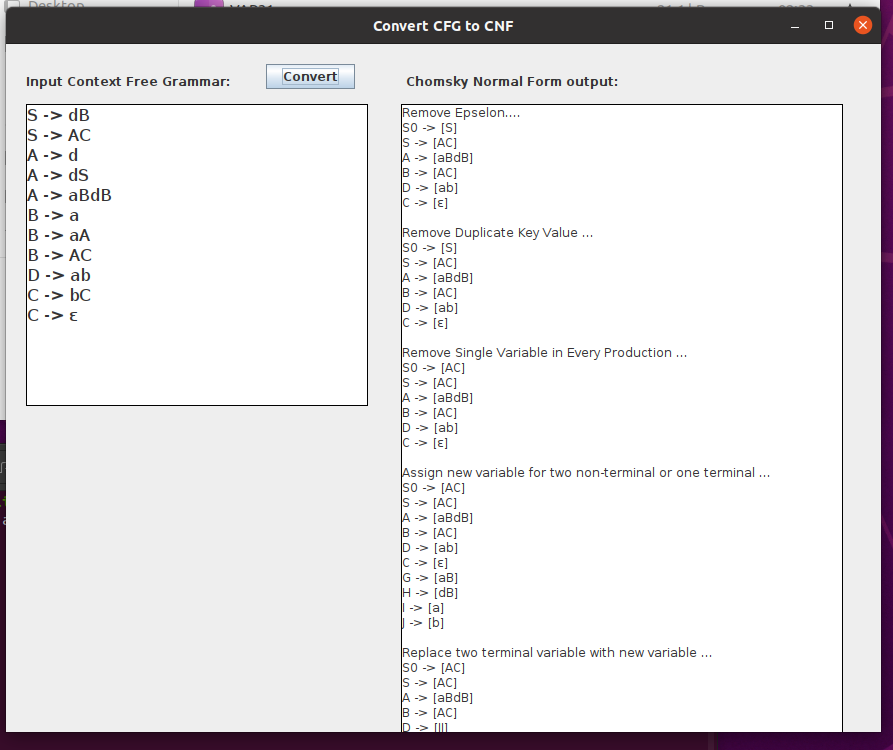 Desktop
Convert CFG to CNF
Input Context Free Grammar:
Convert
S -> dB
S -> AC
A -> d
A -> dS
A -> aBdB
B -> a
B -> aA
B -> AC
D -> ab
C -> bC
C -> ε
Chomsky Normal Form output:
Remove Epselon....
S0 -> [S]
S -> [AC]
A -> [aBdB]
B -> [AC]
D -> [ab]
C -> [ε]
Remove Duplicate Key Value ...
S0 -> [S]
S -> [AC]
A -> [aBdB]
B -> [AC]
D -> [ab]
C -> [ε]
Remove Single Variable in Every Production ...
S0 -> [AC]
S -> [AC]
A -> [aBdB]
B -> [AC]
D -> [ab]
C -> [ε]
Assign new variable for two non-terminal or one terminal ...
S0 -> [AC]
S -> [AC]
A -> [aBdB]
B -> [AC]
D -> [ab]
C -> [ε]
G -> [aB]
H -> [dB]
I -> [a]
J -> [b]
Replace two terminal variable with new variable ...
S0 -> [AC]
S -> [AC]
A -> [aBdB]
B -> [AC]
D -> [IJ]